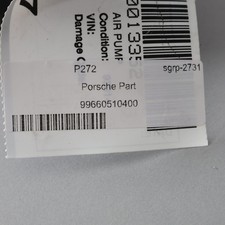 001335
AIR PUMP
Condition:
VIN:
Damage
P272
sgrp-2731
Porsche Part
99660510400